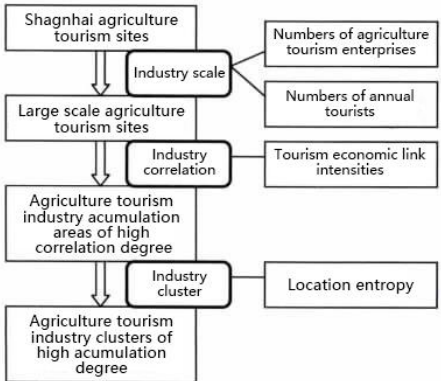 Shagnhai agriculture
tourism sites
Numbers of agriculture
tourism enterprises
Industry scale
Numbers of annual
tourists
Large scale agriculture
tourism sites
Industry
correlation
Tourism economic link
intensities
Agriculture tourism
industry acumulation
areas of high
correlation degree
Industry
cluster
Location entropy
Agriculture tourism
industry clusters of
high acumulation
degree